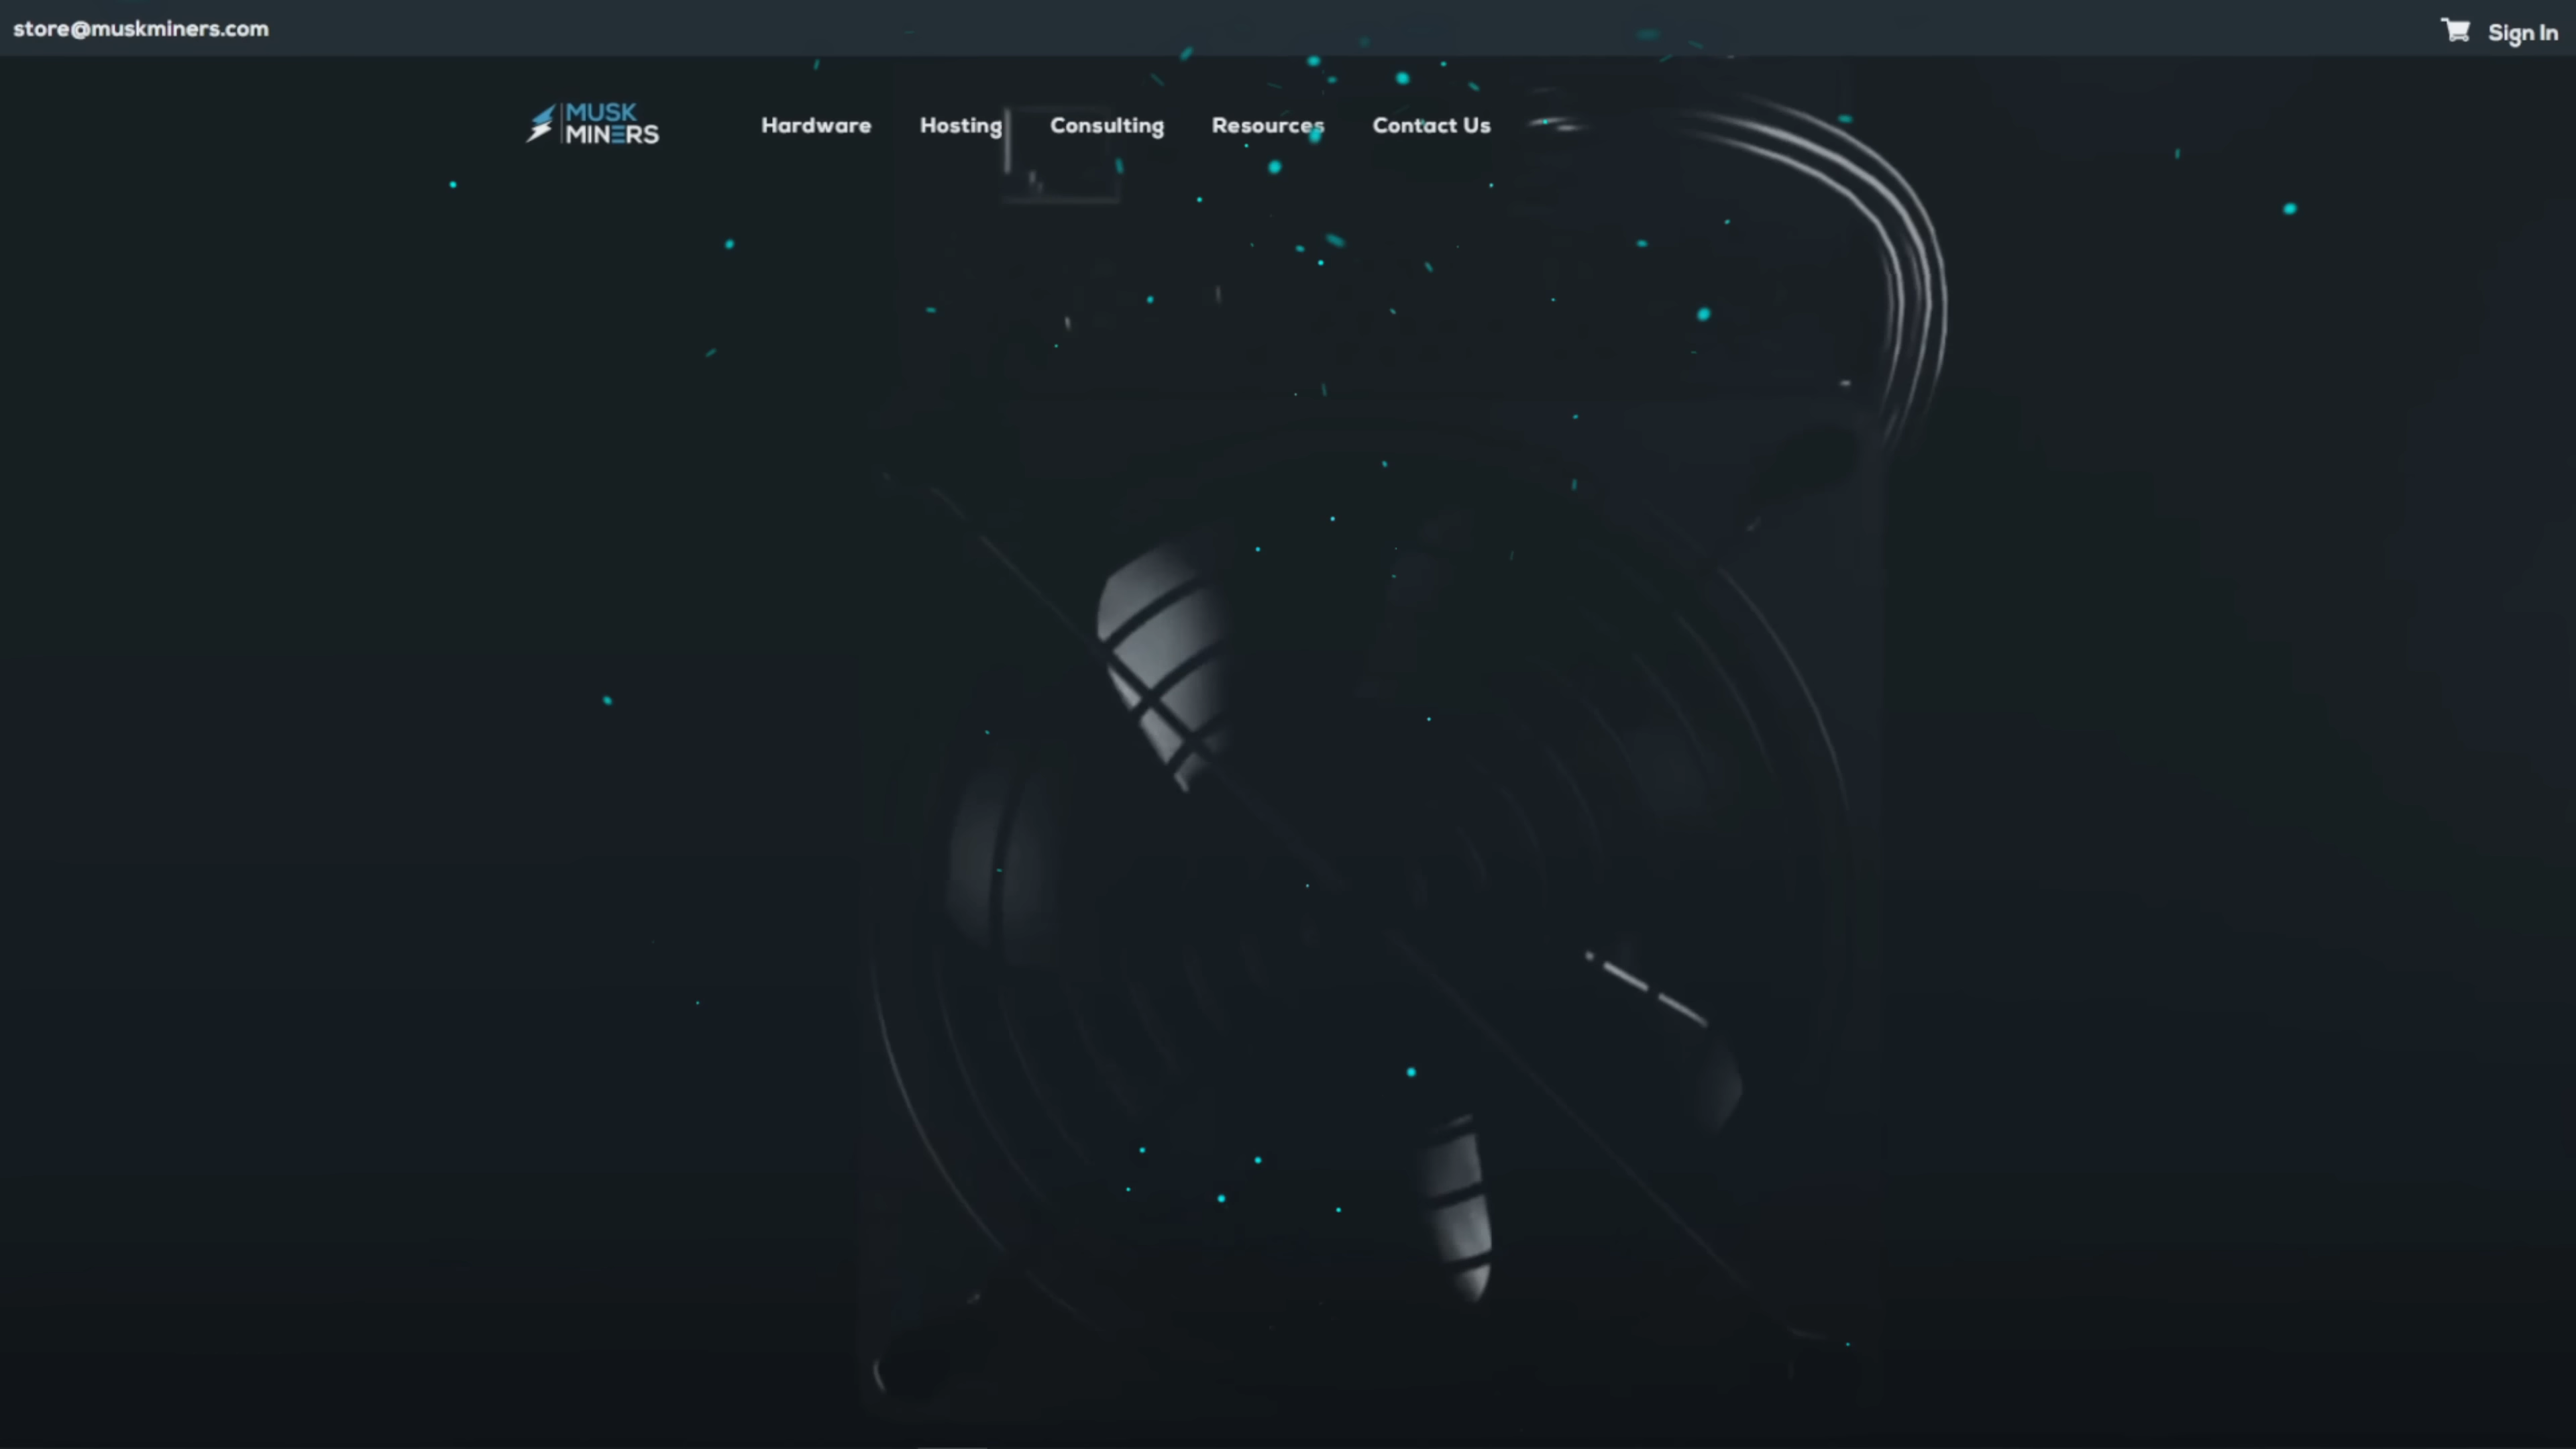 store@muskminers.com
Sign In
MUSK
MINERS
Hardware
Hosting
Consulting
Resources
Contact Us